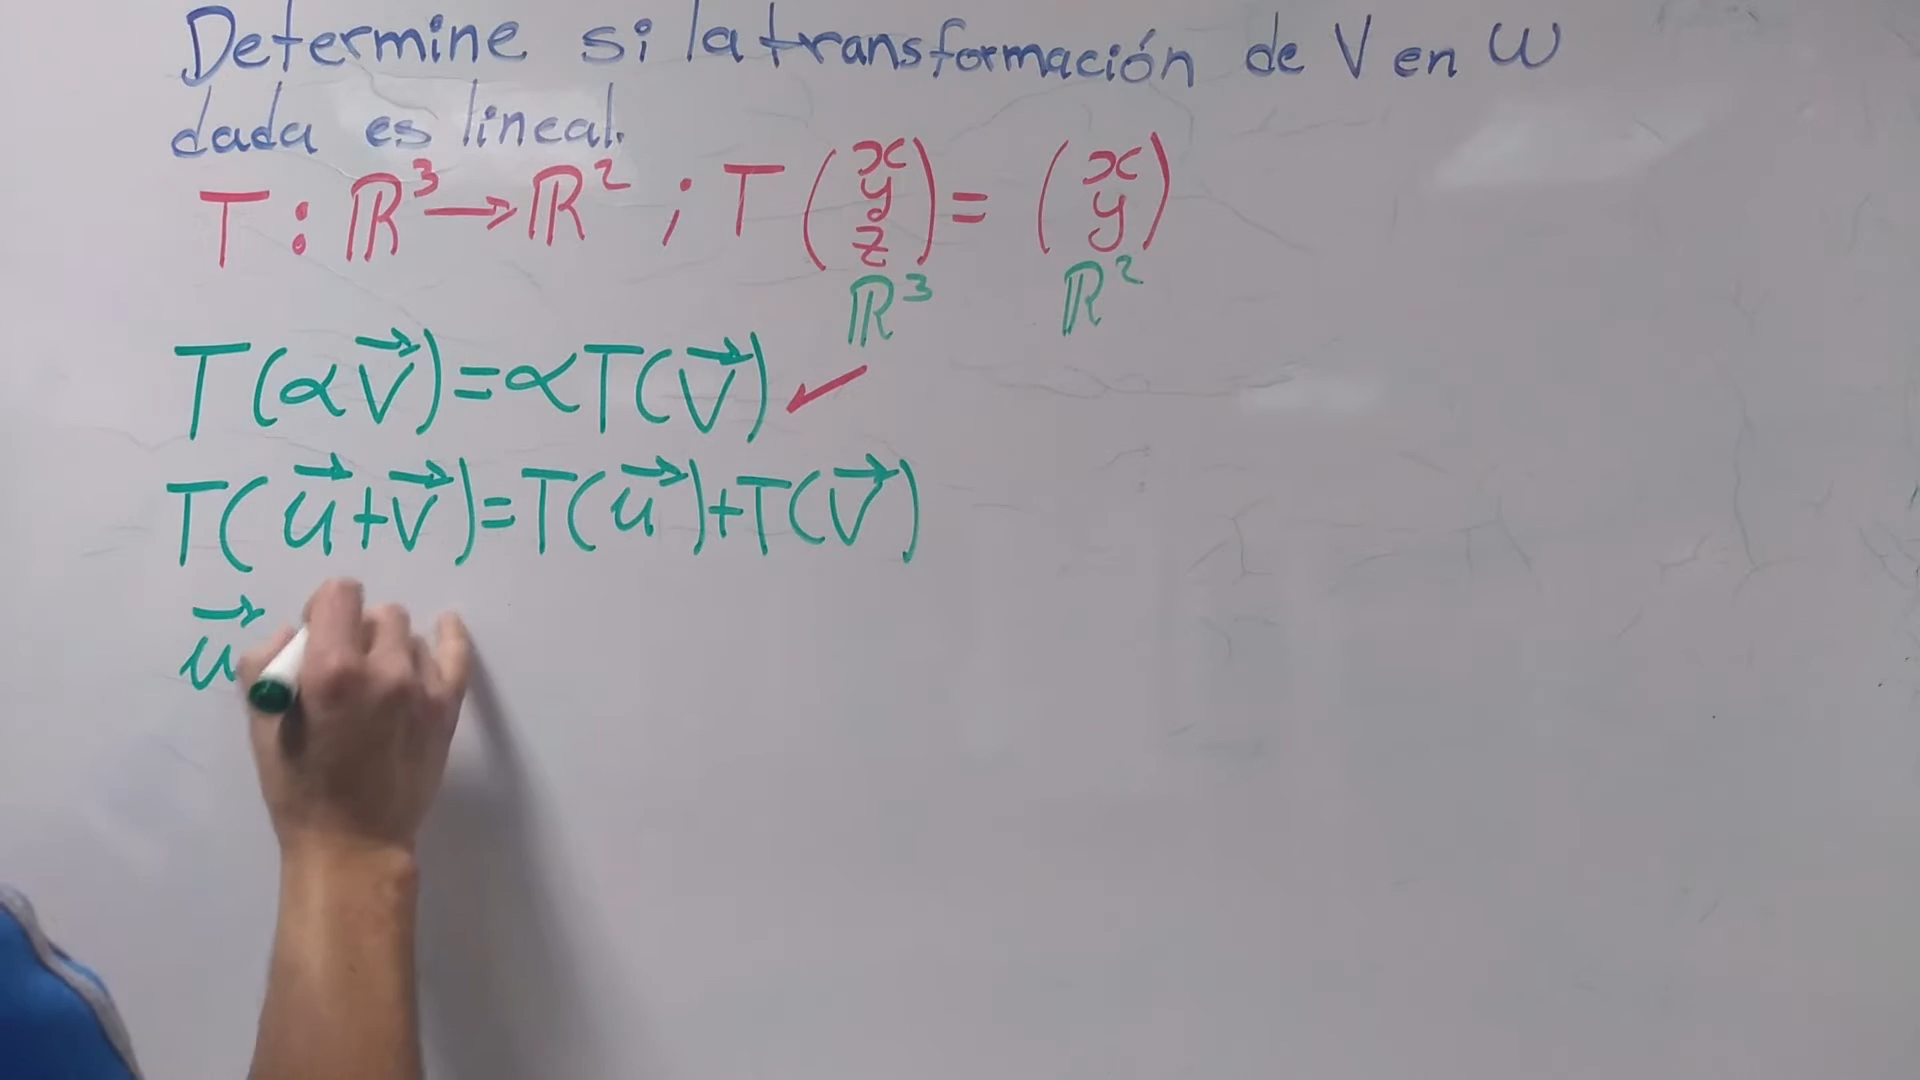 Determine si la transformación de V en W
dada es lineal.
T : ℝ³ → ℝ² ; T (x y z) = (x y)
ℝ³ ℝ²
T(α v⃗) = α T(v⃗) ✓
T(u⃗ + v⃗) = T(u⃗) + T(v⃗)
u⃗